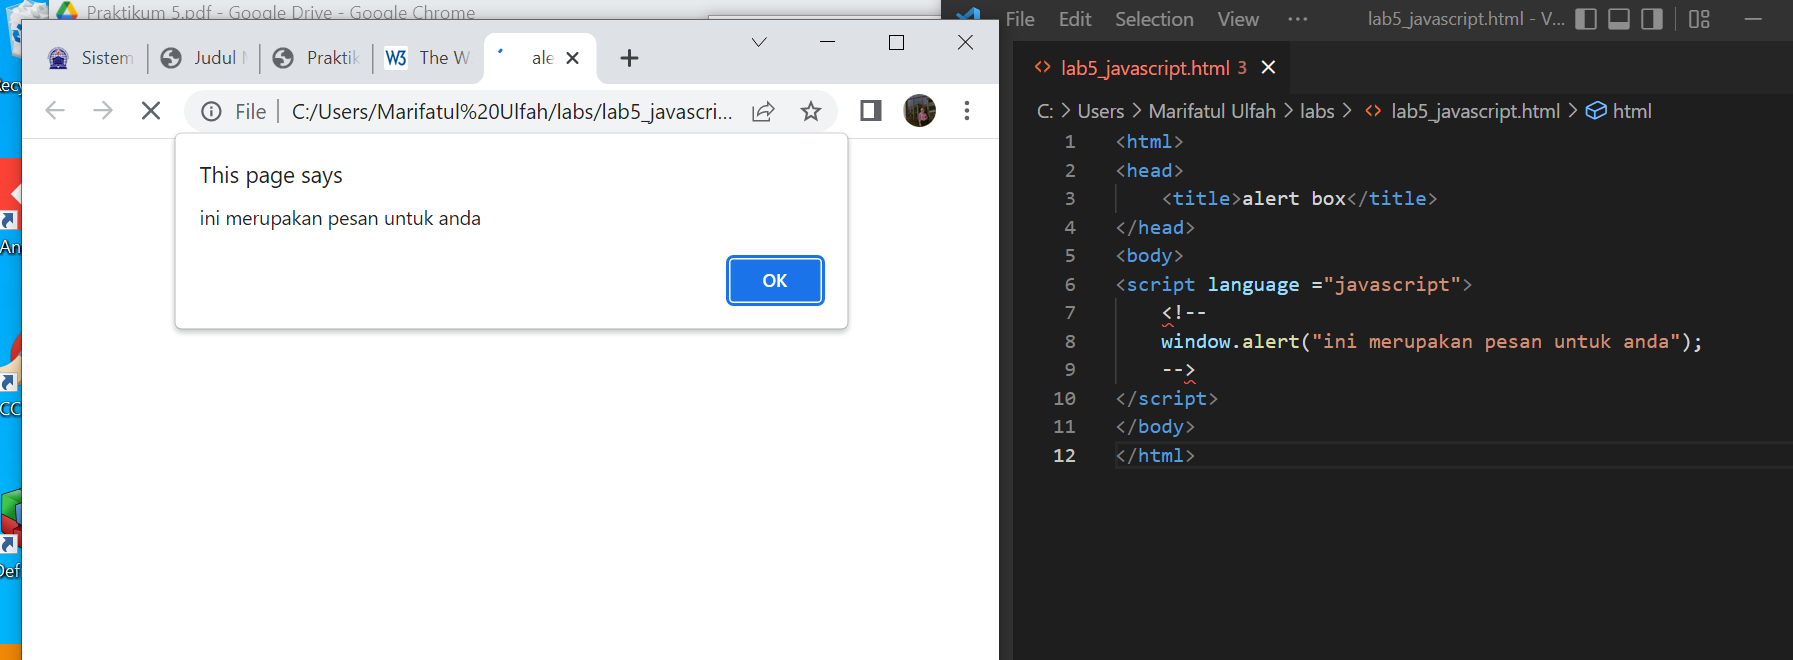 Praktikum 5.pdf - Google Drive - Google Chrome
Sistem
Judul
Praktik
W3 The W
ale
File C:/Users/Marifatul%20Ulfah/labs/lab5_javascri...
This page says
ini merupakan pesan untuk anda
OK
File Edit Selection View ··· lab5_javascript.html - V...
lab5_javascript.html 3
C: > Users > Marifatul Ulfah > labs > <> lab5_javascript.html > html
1 <html>
2 <head>
3 <title>alert box</title>
4 </head>
5 <body>
6 <script language ="javascript">
7 <!--
8 window.alert("ini merupakan pesan untuk anda");
9 -->
10 </script>
11 </body>
12 </html>
Recy
An
CC
Def